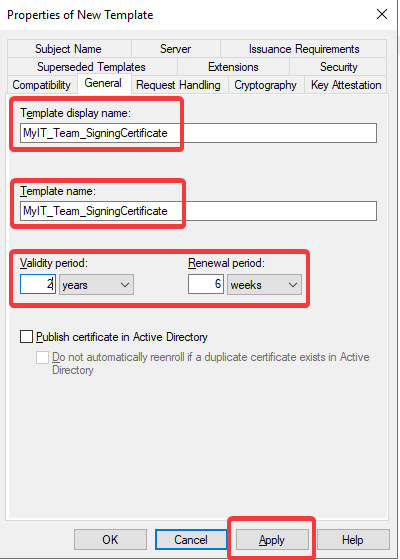 Properties of New Template
Subject Name Server Issuance Requirements
Superseded Templates Extensions Security
Compatibility General Request Handling Cryptography Key Attestation
Template display name:
MyIT_Team_SigningCertificate
Template name:
MyIT_Team_SigningCertificate
Validity period: Renewal period:
2 years 6 weeks
Publish certificate in Active Directory
Do not automatically reenroll if a duplicate certificate exists in Active
Directory
OK Cancel Apply Help